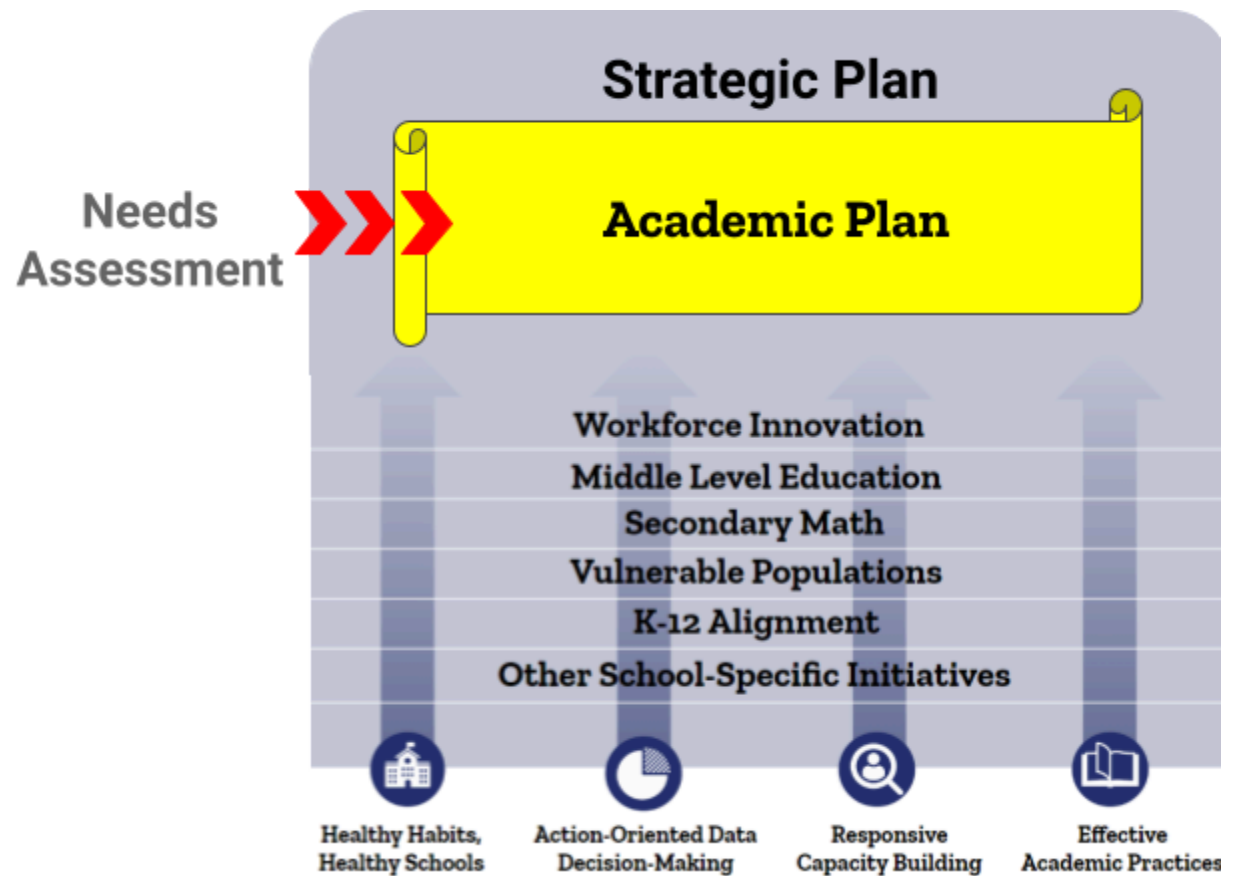 Strategic Plan
Academic Plan
Needs
Assessment
Workforce Innovation
Middle Level Education
Secondary Math
Vulnerable Populations
K-12 Alignment
Other School-Specific Initiatives
Healthy Habits,
Healthy Schools
Action-Oriented Data
Decision-Making
Responsive
Capacity Building
Effective
Academic Practices